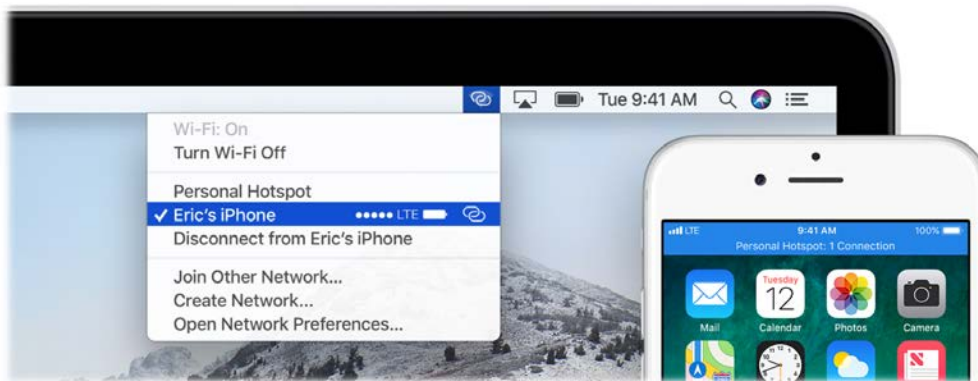 Tue 9:41 AM
Wi-Fi: On
Turn Wi-Fi Off
Personal Hotspot
✓ Eric's iPhone ●●●●● LTE
Disconnect from Eric's iPhone
Join Other Network...
Create Network...
Open Network Preferences...
LTE 9:41 AM 100%
Personal Hotspot: 1 Connection
Tuesday
12
Mail Calendar Photos Camera
12